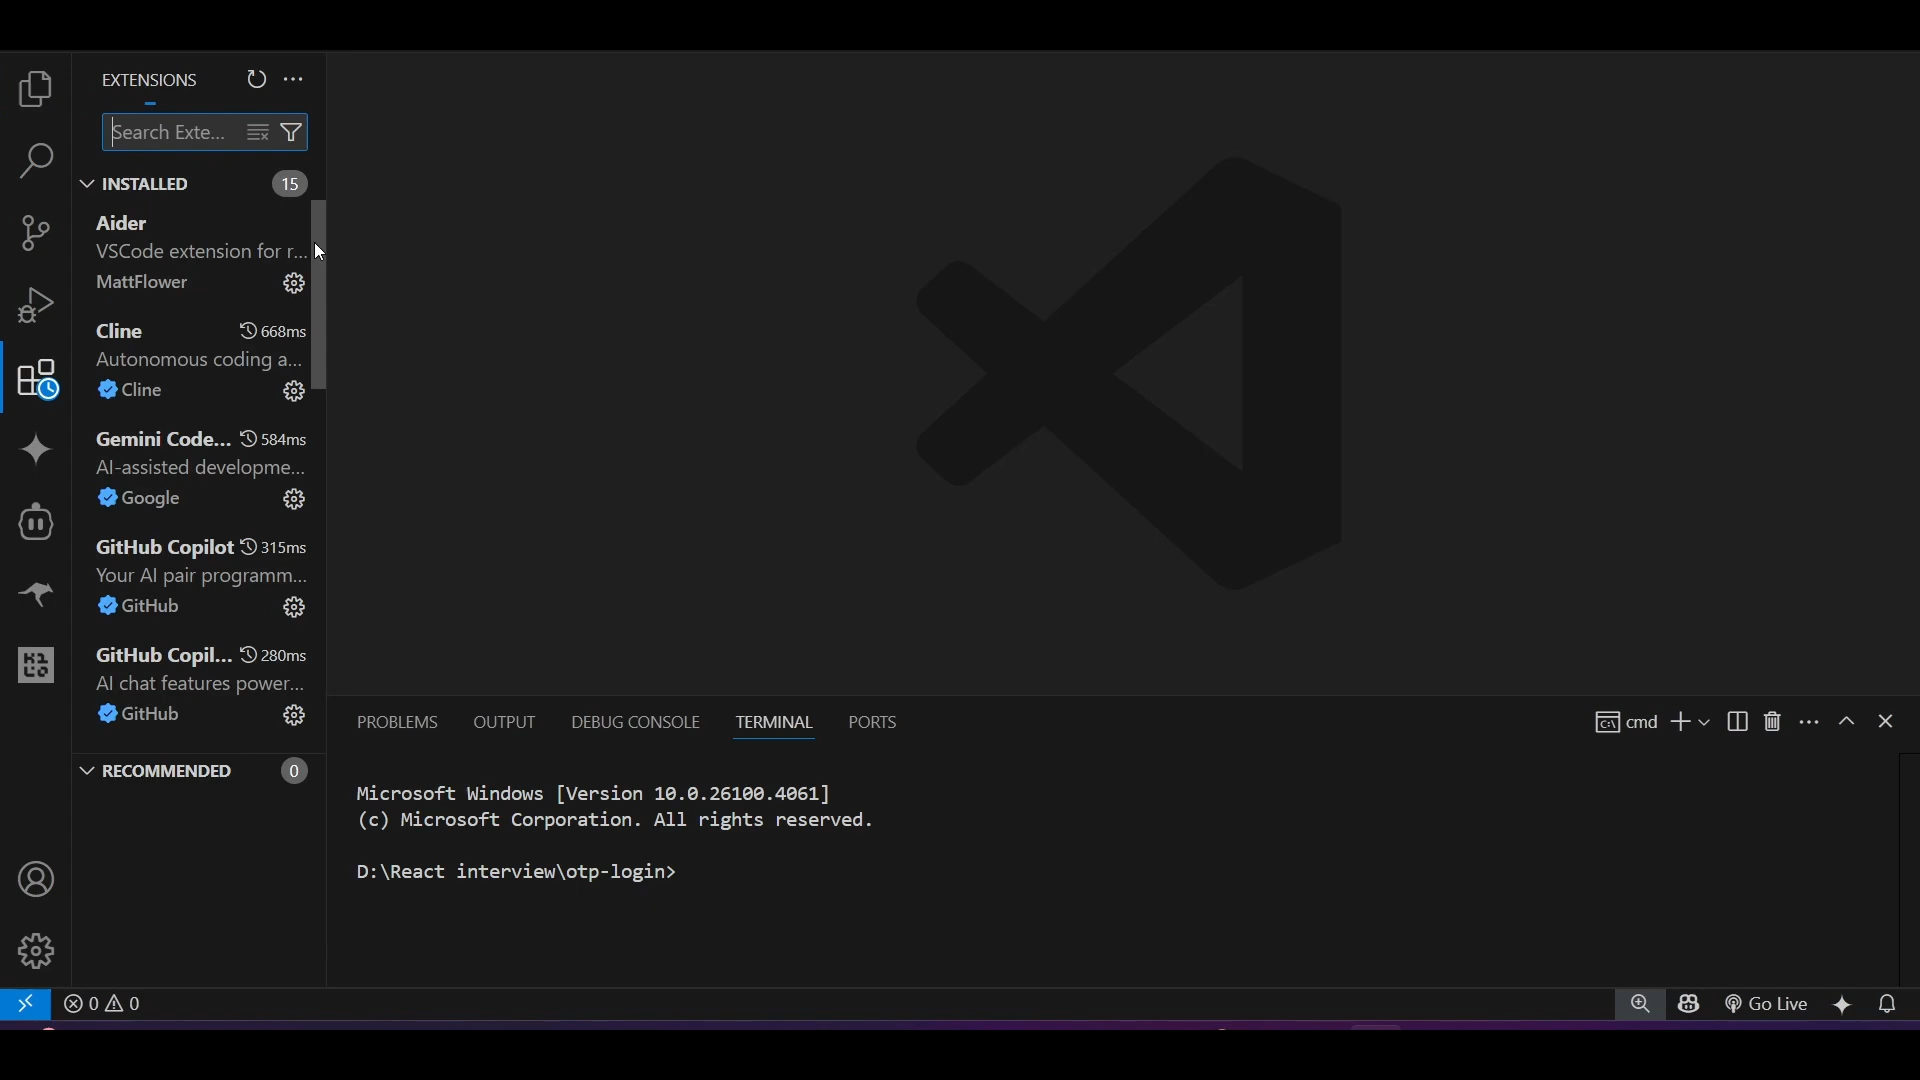 EXTENSIONS
Search Exte...
INSTALLED 15
Aider
VSCode extension for r...
MattFlower
Cline 668ms
Autonomous coding a...
Cline
Gemini Code... 584ms
AI-assisted developme...
Google
GitHub Copilot 315ms
Your AI pair programm...
GitHub
GitHub Copil... 280ms
AI chat features power...
GitHub
RECOMMENDED 0
PROBLEMS OUTPUT DEBUG CONSOLE TERMINAL PORTS
cmd
Microsoft Windows [Version 10.0.26100.4061]
(c) Microsoft Corporation. All rights reserved.
D:\React interview\otp-login>
0 0
Go Live